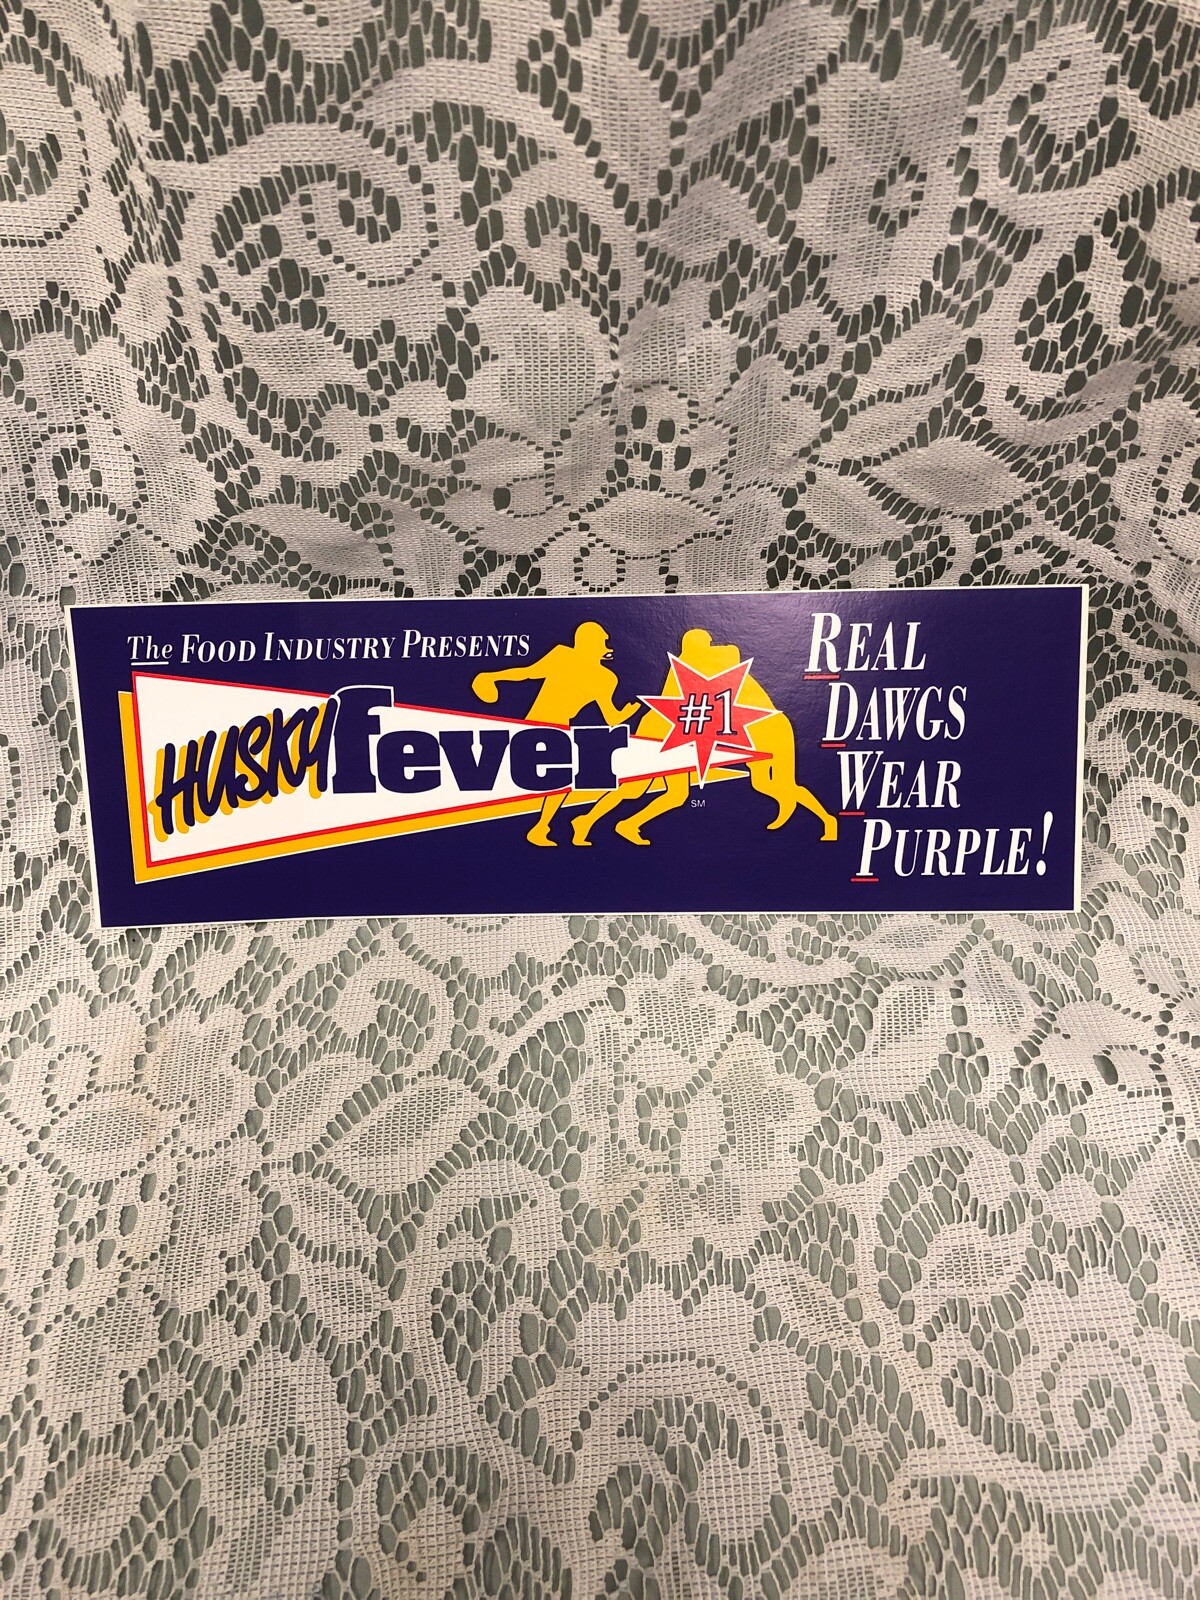 The FOOD INDUSTRY PRESENTS
HUSKY fever
#1
SM
REAL
DAWGS
WEAR
PURPLE!